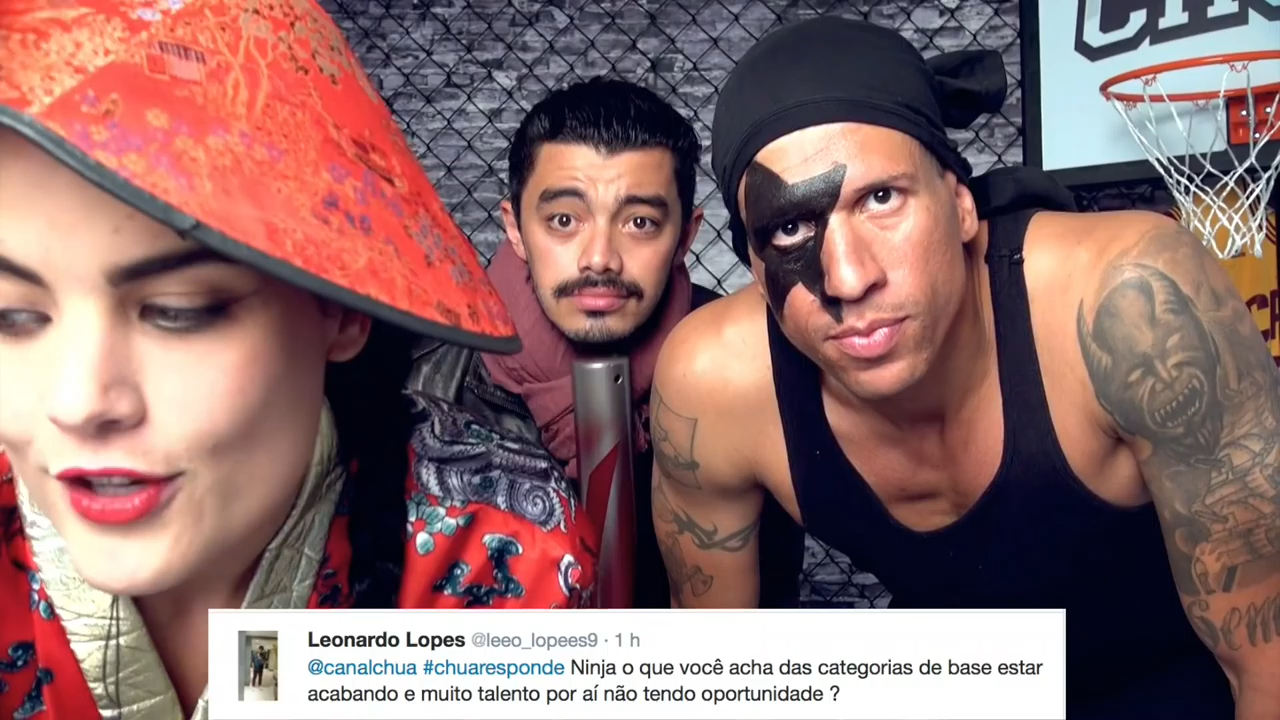 Leonardo Lopes @leeo_lopees9 · 1 h
@canalchua #chuaresponde Ninja o que você acha das categorias de base estar
acabando e muito talento por aí não tendo oportunidade ?